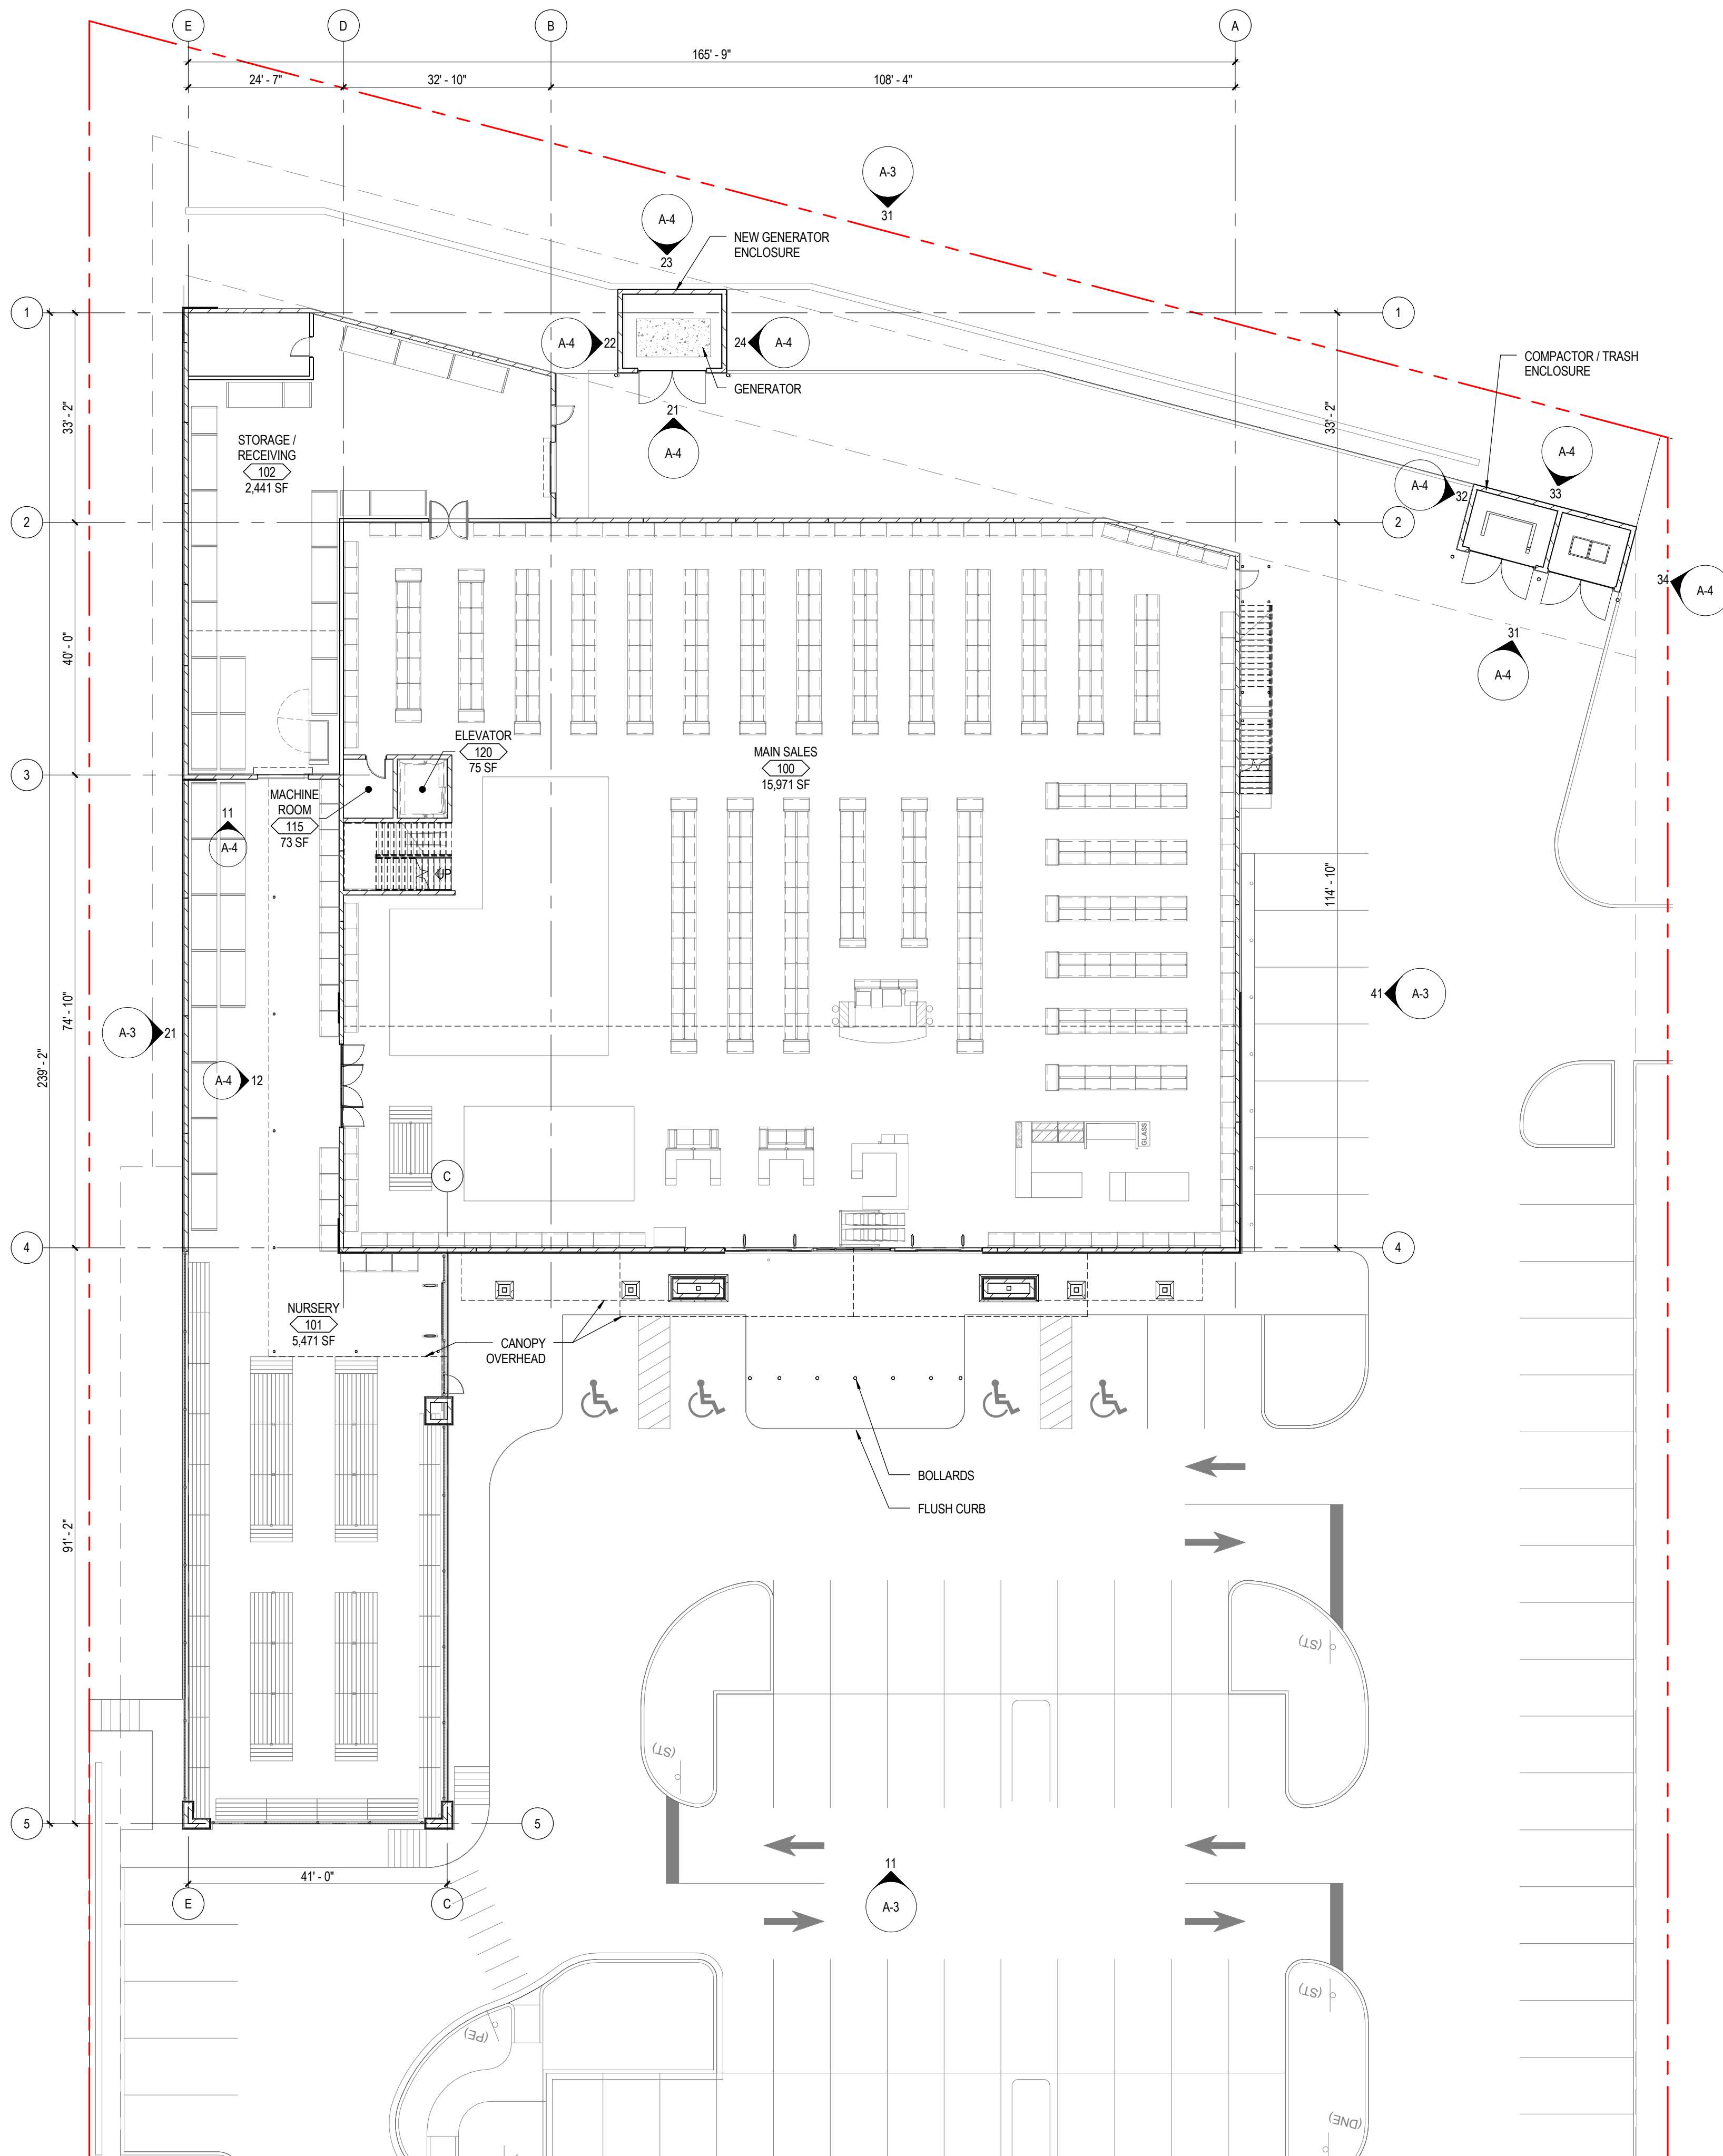 E
D
B
A
165' - 9"
24' - 7"
32' - 10"
108' - 4"
A-3
31
A-4
23
NEW GENERATOR
ENCLOSURE
1
1
A-4
22
24
A-4
COMPACTOR / TRASH
ENCLOSURE
GENERATOR
33' - 2"
33' - 2"
21
A-4
STORAGE /
RECEIVING
102
2,441 SF
A-4
33
A-4
32
2
2
34
A-4
40' - 0"
31
A-4
ELEVATOR
120
75 SF
MAIN SALES
100
15,971 SF
3
MACHINE
ROOM
115
73 SF
11
A-4
UP
114' - 10"
74' - 10"
A-3
21
41
A-3
239' - 2"
A-4
12
GLASS
C
4
4
NURSERY
101
5,471 SF
CANOPY
OVERHEAD
BOLLARDS
FLUSH CURB
91' - 2"
(ST)
(ST)
5
5
41' - 0"
11
A-3
E
C
(ST)
(PE)
(DNE)